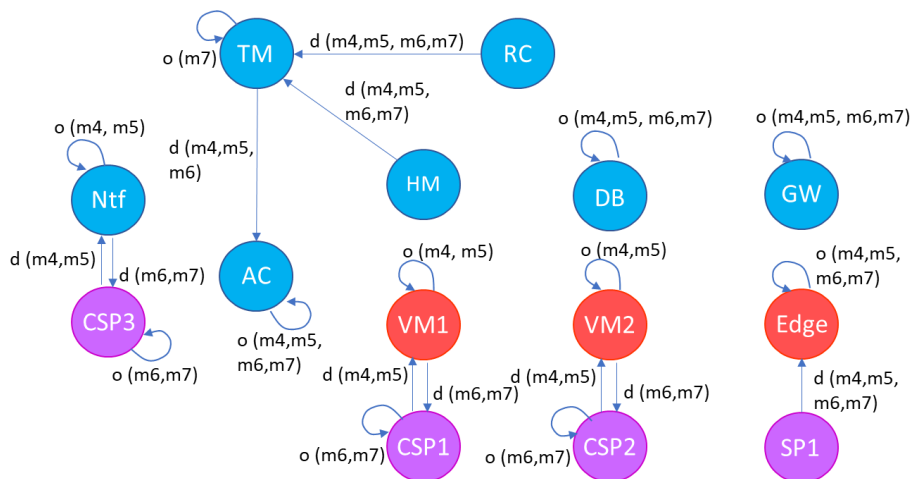 TM
o (m7)
d (m4,m5, m6,m7)
RC
d (m4,m5,
m6,m7)
o (m4, m5)
Ntf
d (m4,m5,
m6)
HM
o (m4,m5, m6,m7)
DB
o (m4,m5, m6,m7)
GW
d (m4,m5)
d (m6,m7)
CSP3
o (m6,m7)
AC
o (m4,m5,
m6,m7)
o (m4, m5)
VM1
d (m4,m5)
d (m6,m7)
CSP1
o (m6,m7)
o (m4,m5)
VM2
d (m4,m5)
d (m6,m7)
CSP2
o (m6,m7)
o (m4,m5,
m6,m7)
Edge
d (m4,m5,
m6,m7)
SP1